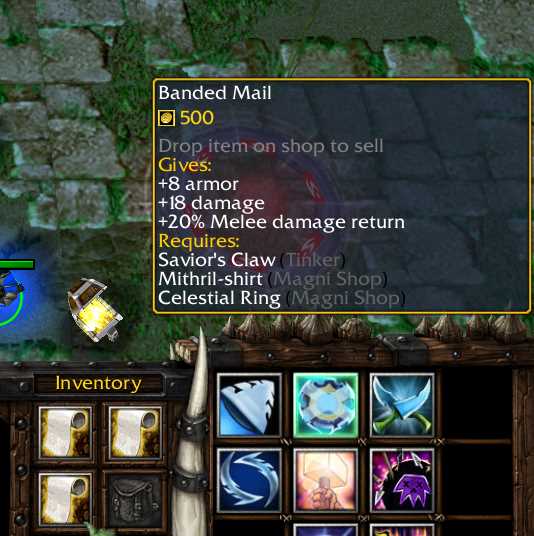 Banded Mail
500
Drop item on shop to sell
Gives:
+8 armor
+18 damage
+20% Melee damage return
Requires:
Savior's Claw (Tinker)
Mithril-shirt (Magni Shop)
Celestial Ring (Magni Shop)
Inventory